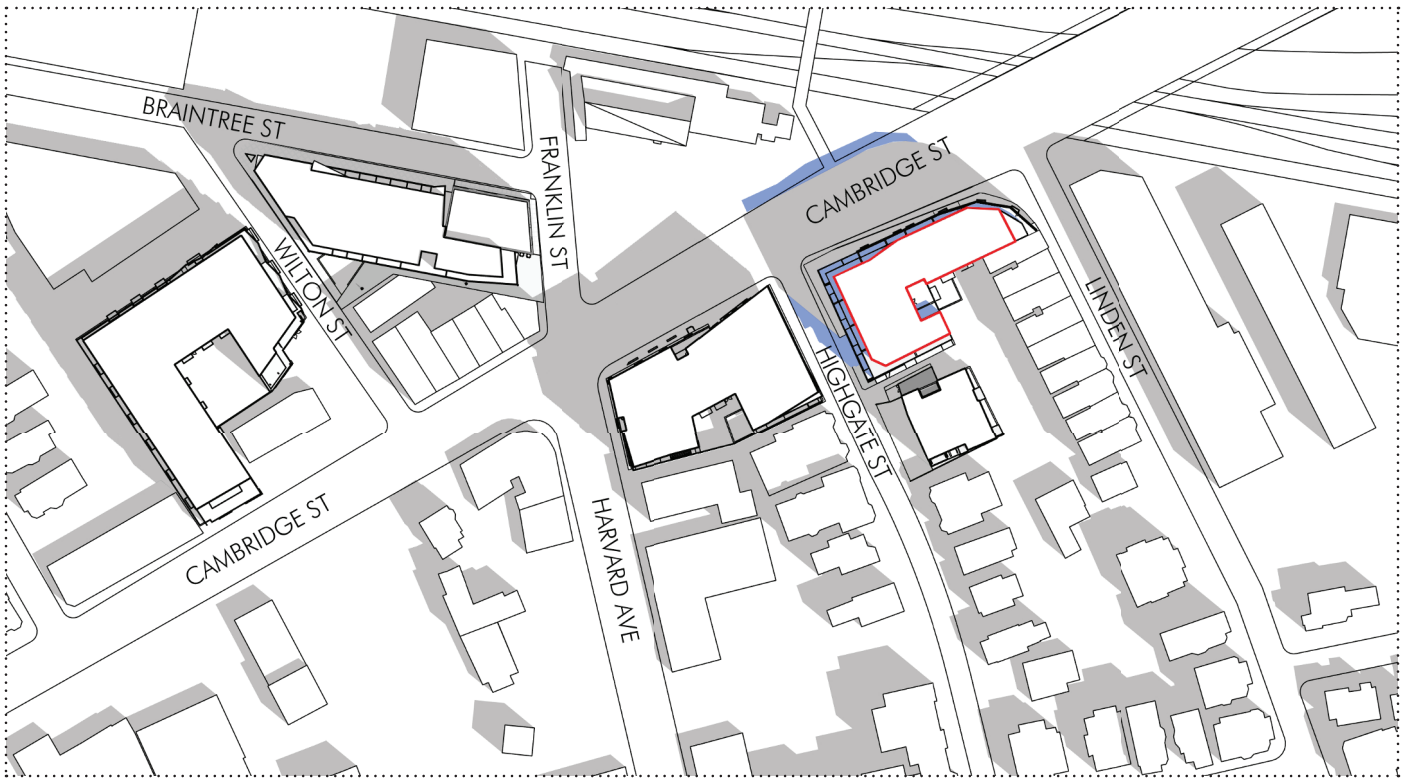 BRAINTREE ST
FRANKLIN ST
CAMBRIDGE ST
WILTON ST
LINDEN ST
HIGHGATE ST
CAMBRIDGE ST
HARVARD AVE